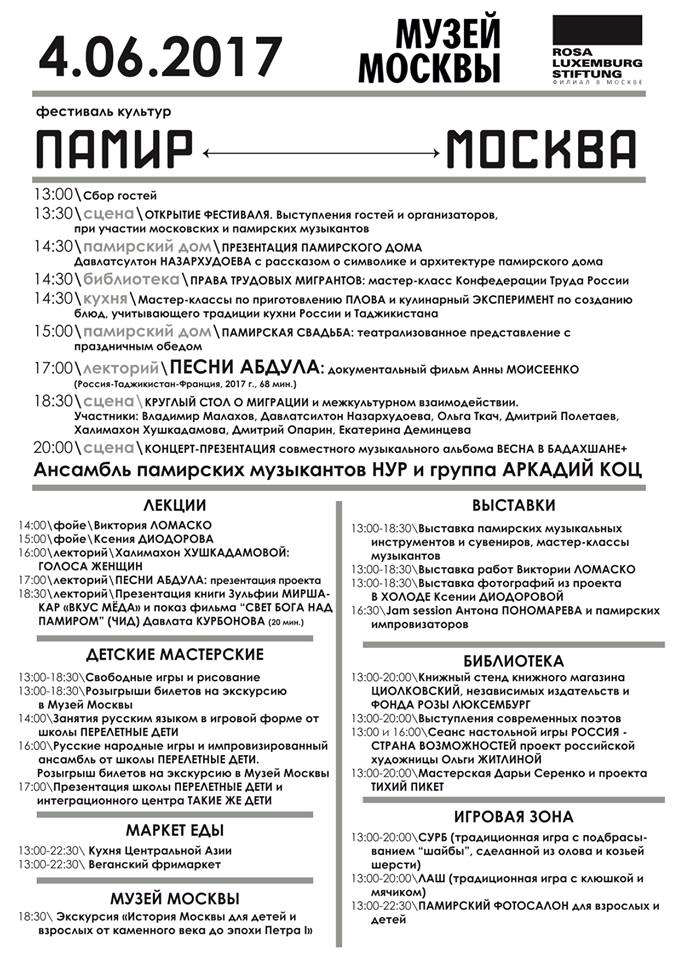 4.06.2017
МУЗЕЙ
МОСКВЫ
ROSA
LUXEMBURG
STIFTUNG
ФИЛИАЛ В МОСКВЕ
фестиваль культур
ПАМИР
МОСКВА
13:00\Сбор гостей
13:30\сцена\ОТКРЫТИЕ ФЕСТИВАЛЯ. Выступления гостей и организаторов,
при участии московских и памирских музыкантов
14:30\памирский дом\ПРЕЗЕНТАЦИЯ ПАМИРСКОГО ДОМА
Давлатсултон НАЗАРХУДОЕВА с рассказом о символике и архитектуре памирского дома
14:30\библиотека\ПРАВА ТРУДОВЫХ МИГРАНТОВ: мастер-класс Конфедерации Труда России
14:30\кухня\Мастер-классы по приготовлению ПЛОВА и кулинарный ЭКСПЕРИМЕНТ по созданию
блюд, учитывающего традиции кухни России и Таджикистана
15:00\памирский дом\ПАМИРСКАЯ СВАДЬБА: театрализованное представление с
праздничным обедом
17:00\лекторий\ПЕСНИ АБДУЛА: документальный фильм Анны МОИСЕЕНКО
(Россия-Таджикистан-Франция, 2017 г., 68 мин.)
18:30\сцена\КРУГЛЫЙ СТОЛ О МИГРАЦИИ и межкультурном взаимодействии.
Участники: Владимир Малахов, Давлатсилтон Назархудоева, Ольга Ткач, Дмитрий Полетаев,
Халимахон Хушкадамова, Дмитрий Опарин, Екатерина Деминцева
20:00\сцена\КОНЦЕРТ-ПРЕЗЕНТАЦИЯ совместного музыкального альбома ВЕСНА В БАДАХШАНЕ+
Ансамбль памирских музыкантов НУР и группа АРКАДИЙ КОЦ
ЛЕКЦИИ
14:00\фойе\Виктория ЛОМАСКО
15:00\фойе\Ксения ДИОДОРОВА
16:00\лекторий\Халимахон ХУШКАДАМОВОЙ:
ГОЛОСА ЖЕНЩИН
17:00\лекторий\ПЕСНИ АБДУЛА: презентация проекта
18:30\лекторий\Презентация книги Зульфии МИРША-
КАР «ВКУС МЁДА» и показ фильма "СВЕТ БОГА НАД
ПАМИРОМ" (ЧИД) Давлата КУРБОНОВА (20 мин.)
ДЕТСКИЕ МАСТЕРСКИЕ
13:00-18:30\Свободные игры и рисование
13:00-18:30\Розыгрыши билетов на экскурсию
в Музей Москвы
14:00\Занятия русским языком в игровой форме от
школы ПЕРЕЛЕТНЫЕ ДЕТИ
16:00\Русские народные игры и импровизированный
ансамбль от школы ПЕРЕЛЕТНЫЕ ДЕТИ.
Розыгрыш билетов на экскурсию в Музей Москвы
17:00\Презентация школы ПЕРЕЛЕТНЫЕ ДЕТИ и
интеграционного центра ТАКИЕ ЖЕ ДЕТИ
МАРКЕТ ЕДЫ
13:00-22:30\ Кухня Центральной Азии
13:00-22:30\ Веганский фримаркет
МУЗЕЙ МОСКВЫ
18:30\ Экскурсия «История Москвы для детей и
взрослых от каменного века до эпохи Петра I»
ВЫСТАВКИ
13:00-18:30\Выставка памирских музыкальных
инструментов и сувениров, мастер-классы
музыкантов
13:00-18:30\Выставка работ Виктории ЛОМАСКО
13:00-18:30\Выставка фотографий из проекта
В ХОЛОДЕ Ксении ДИОДОРОВОЙ
16:30\Jam session Антона ПОНОМАРЕВА и памирских
импровизаторов
БИБЛИОТЕКА
13:00-20:00\Книжный стенд книжного магазина
ЦИОЛКОВСКИЙ, независимых издательств и
ФОНДА РОЗЫ ЛЮКСЕМБУРГ
13:00-20:00\Выступления современных поэтов
13:00 и 16:00\Сеанс настольной игры РОССИЯ -
СТРАНА ВОЗМОЖНОСТЕЙ проект российской
художницы Ольги ЖИТЛИНОЙ
13:00-20:00\Мастерская Дарьи Серенко и проекта
ТИХИЙ ПИКЕТ
ИГРОВАЯ ЗОНА
13:00-20:00\СУРБ (традиционная игра с подбрасы-
ванием "шайбы", сделанной из олова и козьей
шерсти)
13:00-20:00\ЛАШ (традиционная игра с клюшкой и
мячиком)
13:00-22:30\ПАМИРСКИЙ ФОТОСАЛОН для взрослых и
детей